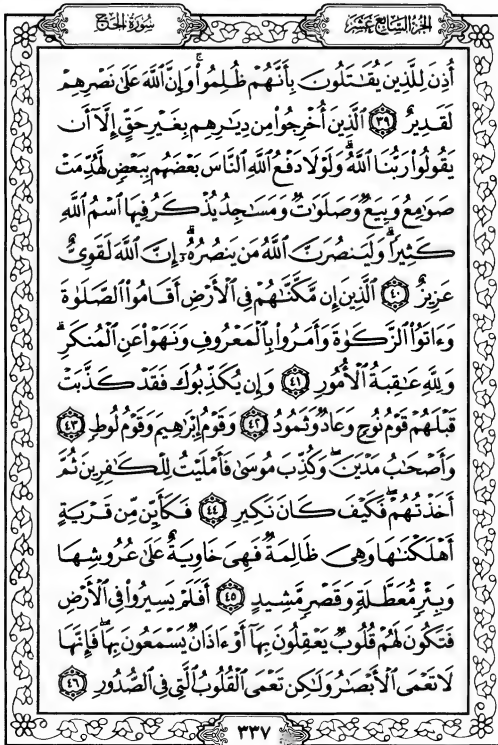 الجزء السابع عشر
سورة الحج
أُذِنَ لِلَّذِينَ يُقَٰتَلُونَ بِأَنَّهُمْ ظُلِمُوا۟ ۚ وَإِنَّ ٱللَّهَ عَلَىٰ نَصْرِهِمْ
لَقَدِيرٌ ﴿٣٩﴾ ٱلَّذِينَ أُخْرِجُوا۟ مِن دِيَٰرِهِم بِغَيْرِ حَقٍّ إِلَّآ أَن
يَقُولُوا۟ رَبُّنَا ٱللَّهُ ۗ وَلَوْلَا دَفْعُ ٱللَّهِ ٱلنَّاسَ بَعْضَهُم بِبَعْضٍ لَّهُدِّمَتْ
صَوَٰمِعُ وَبِيَعٌ وَصَلَوَٰتٌ وَمَسَٰجِدُ يُذْكَرُ فِيهَا ٱسْمُ ٱللَّهِ
كَثِيرًا ۗ وَلَيَنصُرَنَّ ٱللَّهُ مَن يَنصُرُهُۥٓ ۗ إِنَّ ٱللَّهَ لَقَوِىٌّ
عَزِيزٌ ﴿٤٠﴾ ٱلَّذِينَ إِن مَّكَّنَّٰهُمْ فِى ٱلْأَرْضِ أَقَامُوا۟ ٱلصَّلَوٰةَ
وَءَاتَوُا۟ ٱلزَّكَوٰةَ وَأَمَرُوا۟ بِٱلْمَعْرُوفِ وَنَهَوْا۟ عَنِ ٱلْمُنكَرِ ۗ
وَلِلَّهِ عَٰقِبَةُ ٱلْأُمُورِ ﴿٤١﴾ وَإِن يُكَذِّبُوكَ فَقَدْ كَذَّبَتْ
قَبْلَهُمْ قَوْمُ نُوحٍ وَعَادٌ وَثَمُودُ ﴿٤٢﴾ وَقَوْمُ إِبْرَٰهِيمَ وَقَوْمُ لُوطٍ ﴿٤٣﴾
وَأَصْحَٰبُ مَدْيَنَ ۖ وَكُذِّبَ مُوسَىٰ فَأَمْلَيْتُ لِلْكَٰفِرِينَ ثُمَّ
أَخَذْتُهُمْ ۖ فَكَيْفَ كَانَ نَكِيرِ ﴿٤٤﴾ فَكَأَيِّن مِّن قَرْيَةٍ
أَهْلَكْنَٰهَا وَهِىَ ظَالِمَةٌ فَهِىَ خَاوِيَةٌ عَلَىٰ عُرُوشِهَا
وَبِئْرٍ مُّعَطَّلَةٍ وَقَصْرٍ مَّشِيدٍ ﴿٤٥﴾ أَفَلَمْ يَسِيرُوا۟ فِى ٱلْأَرْضِ
فَتَكُونَ لَهُمْ قُلُوبٌ يَعْقِلُونَ بِهَآ أَوْ ءَاذَانٌ يَسْمَعُونَ بِهَا ۖ فَإِنَّهَا
لَا تَعْمَى ٱلْأَبْصَٰرُ وَلَٰكِن تَعْمَى ٱلْقُلُوبُ ٱلَّتِى فِى ٱلصُّدُورِ ﴿٤٦﴾
٣٣٧